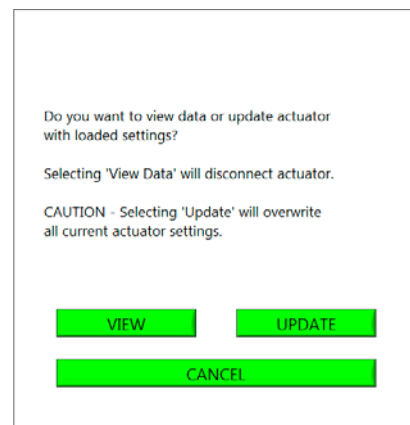 Do you want to view data or update actuator
with loaded settings?
Selecting 'View Data' will disconnect actuator.
CAUTION - Selecting 'Update' will overwrite
all current actuator settings.
VIEW UPDATE
CANCEL